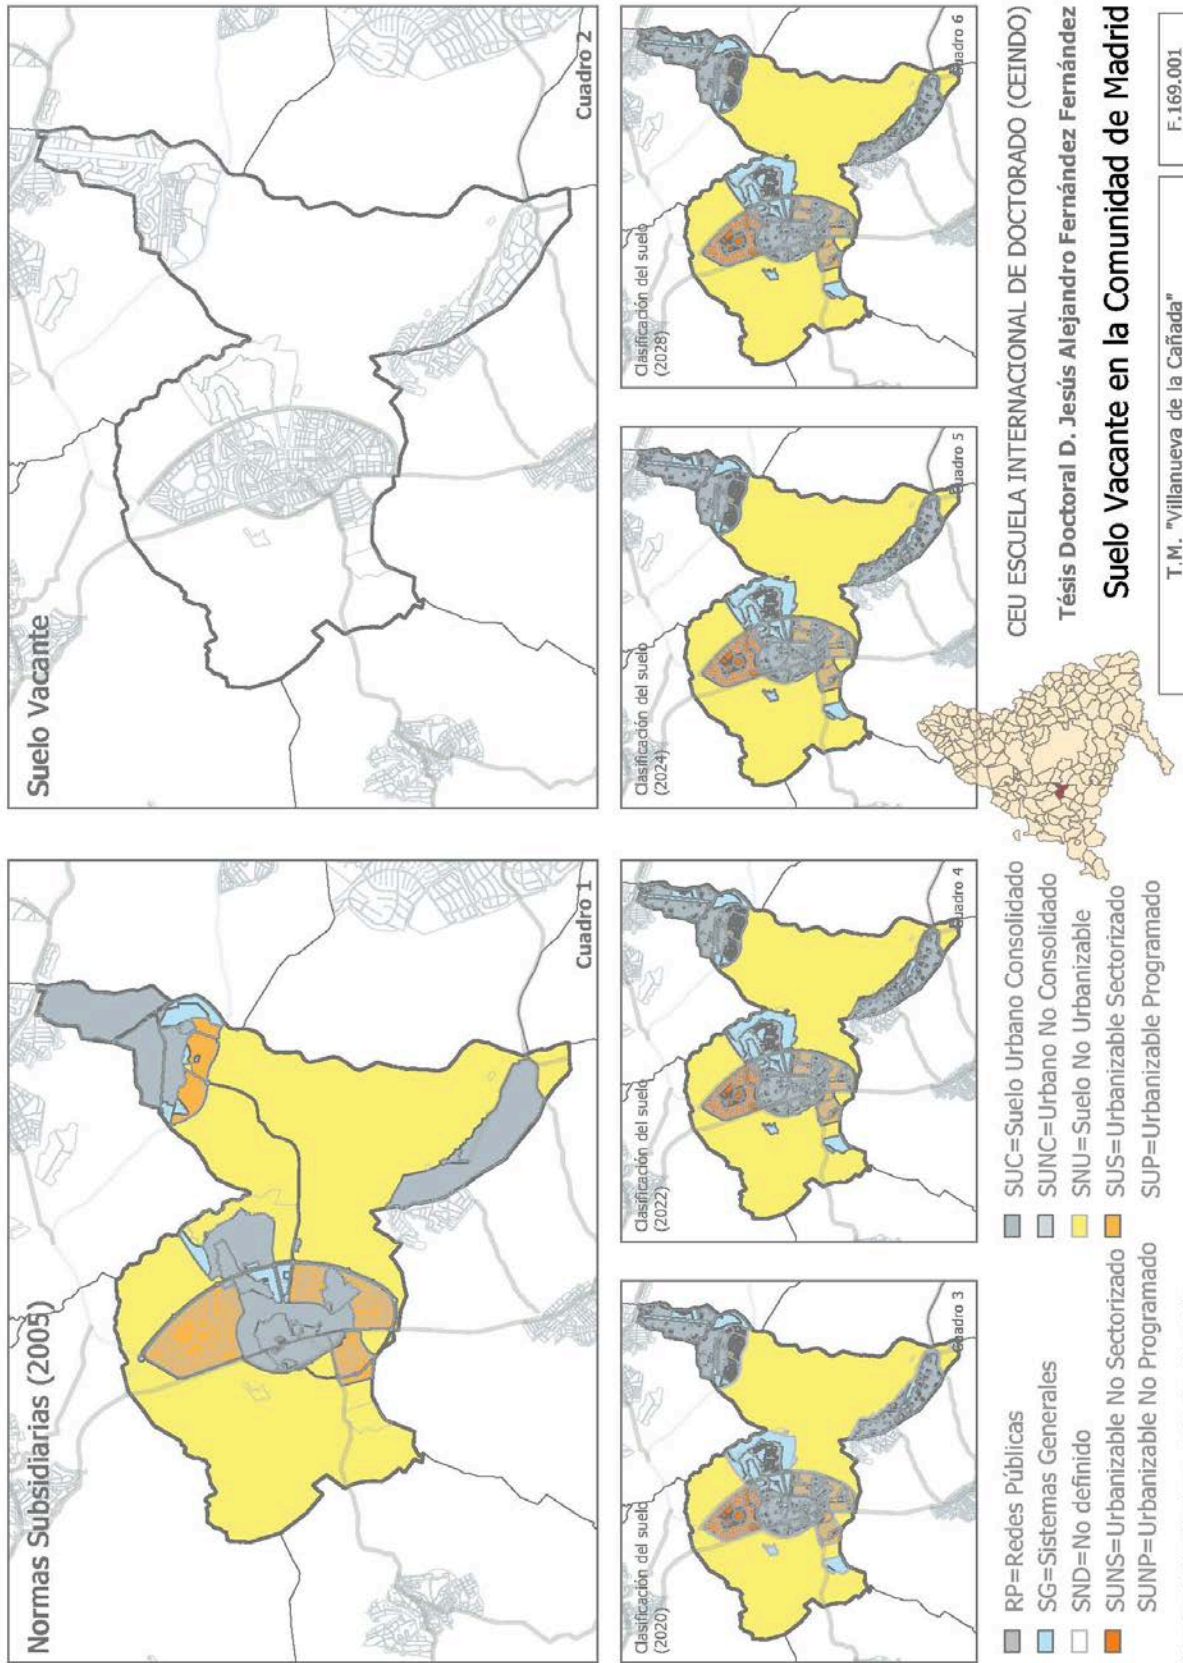 Normas Subsidiarias (2005)
Cuadro 1
Suelo Vacante
Cuadro 2
Clasificación del suelo
(2020)
Cuadro 3
Clasificación del suelo
(2022)
Cuadro 4
Clasificación del suelo
(2024)
Cuadro 5
Clasificación del suelo
(2028)
Cuadro 6
RP=Redes Públicas
SG=Sistemas Generales
SND=No definido
SUNS=Urbanizable No Sectorizado
SUNP=Urbanizable No Programado
SUC=Suelo Urbano Consolidado
SUNC=Urbano No Consolidado
SNU=Suelo No Urbanizable
SUS=Urbanizable Sectorizado
SUP=Urbanizable Programado
CEU ESCUELA INTERNACIONAL DE DOCTORADO (CEINDO)
Tésis Doctoral D. Jesús Alejandro Fernández Fernández
Suelo Vacante en la Comunidad de Madrid
T.M. "Villanueva de la Cañada"
F.169.001